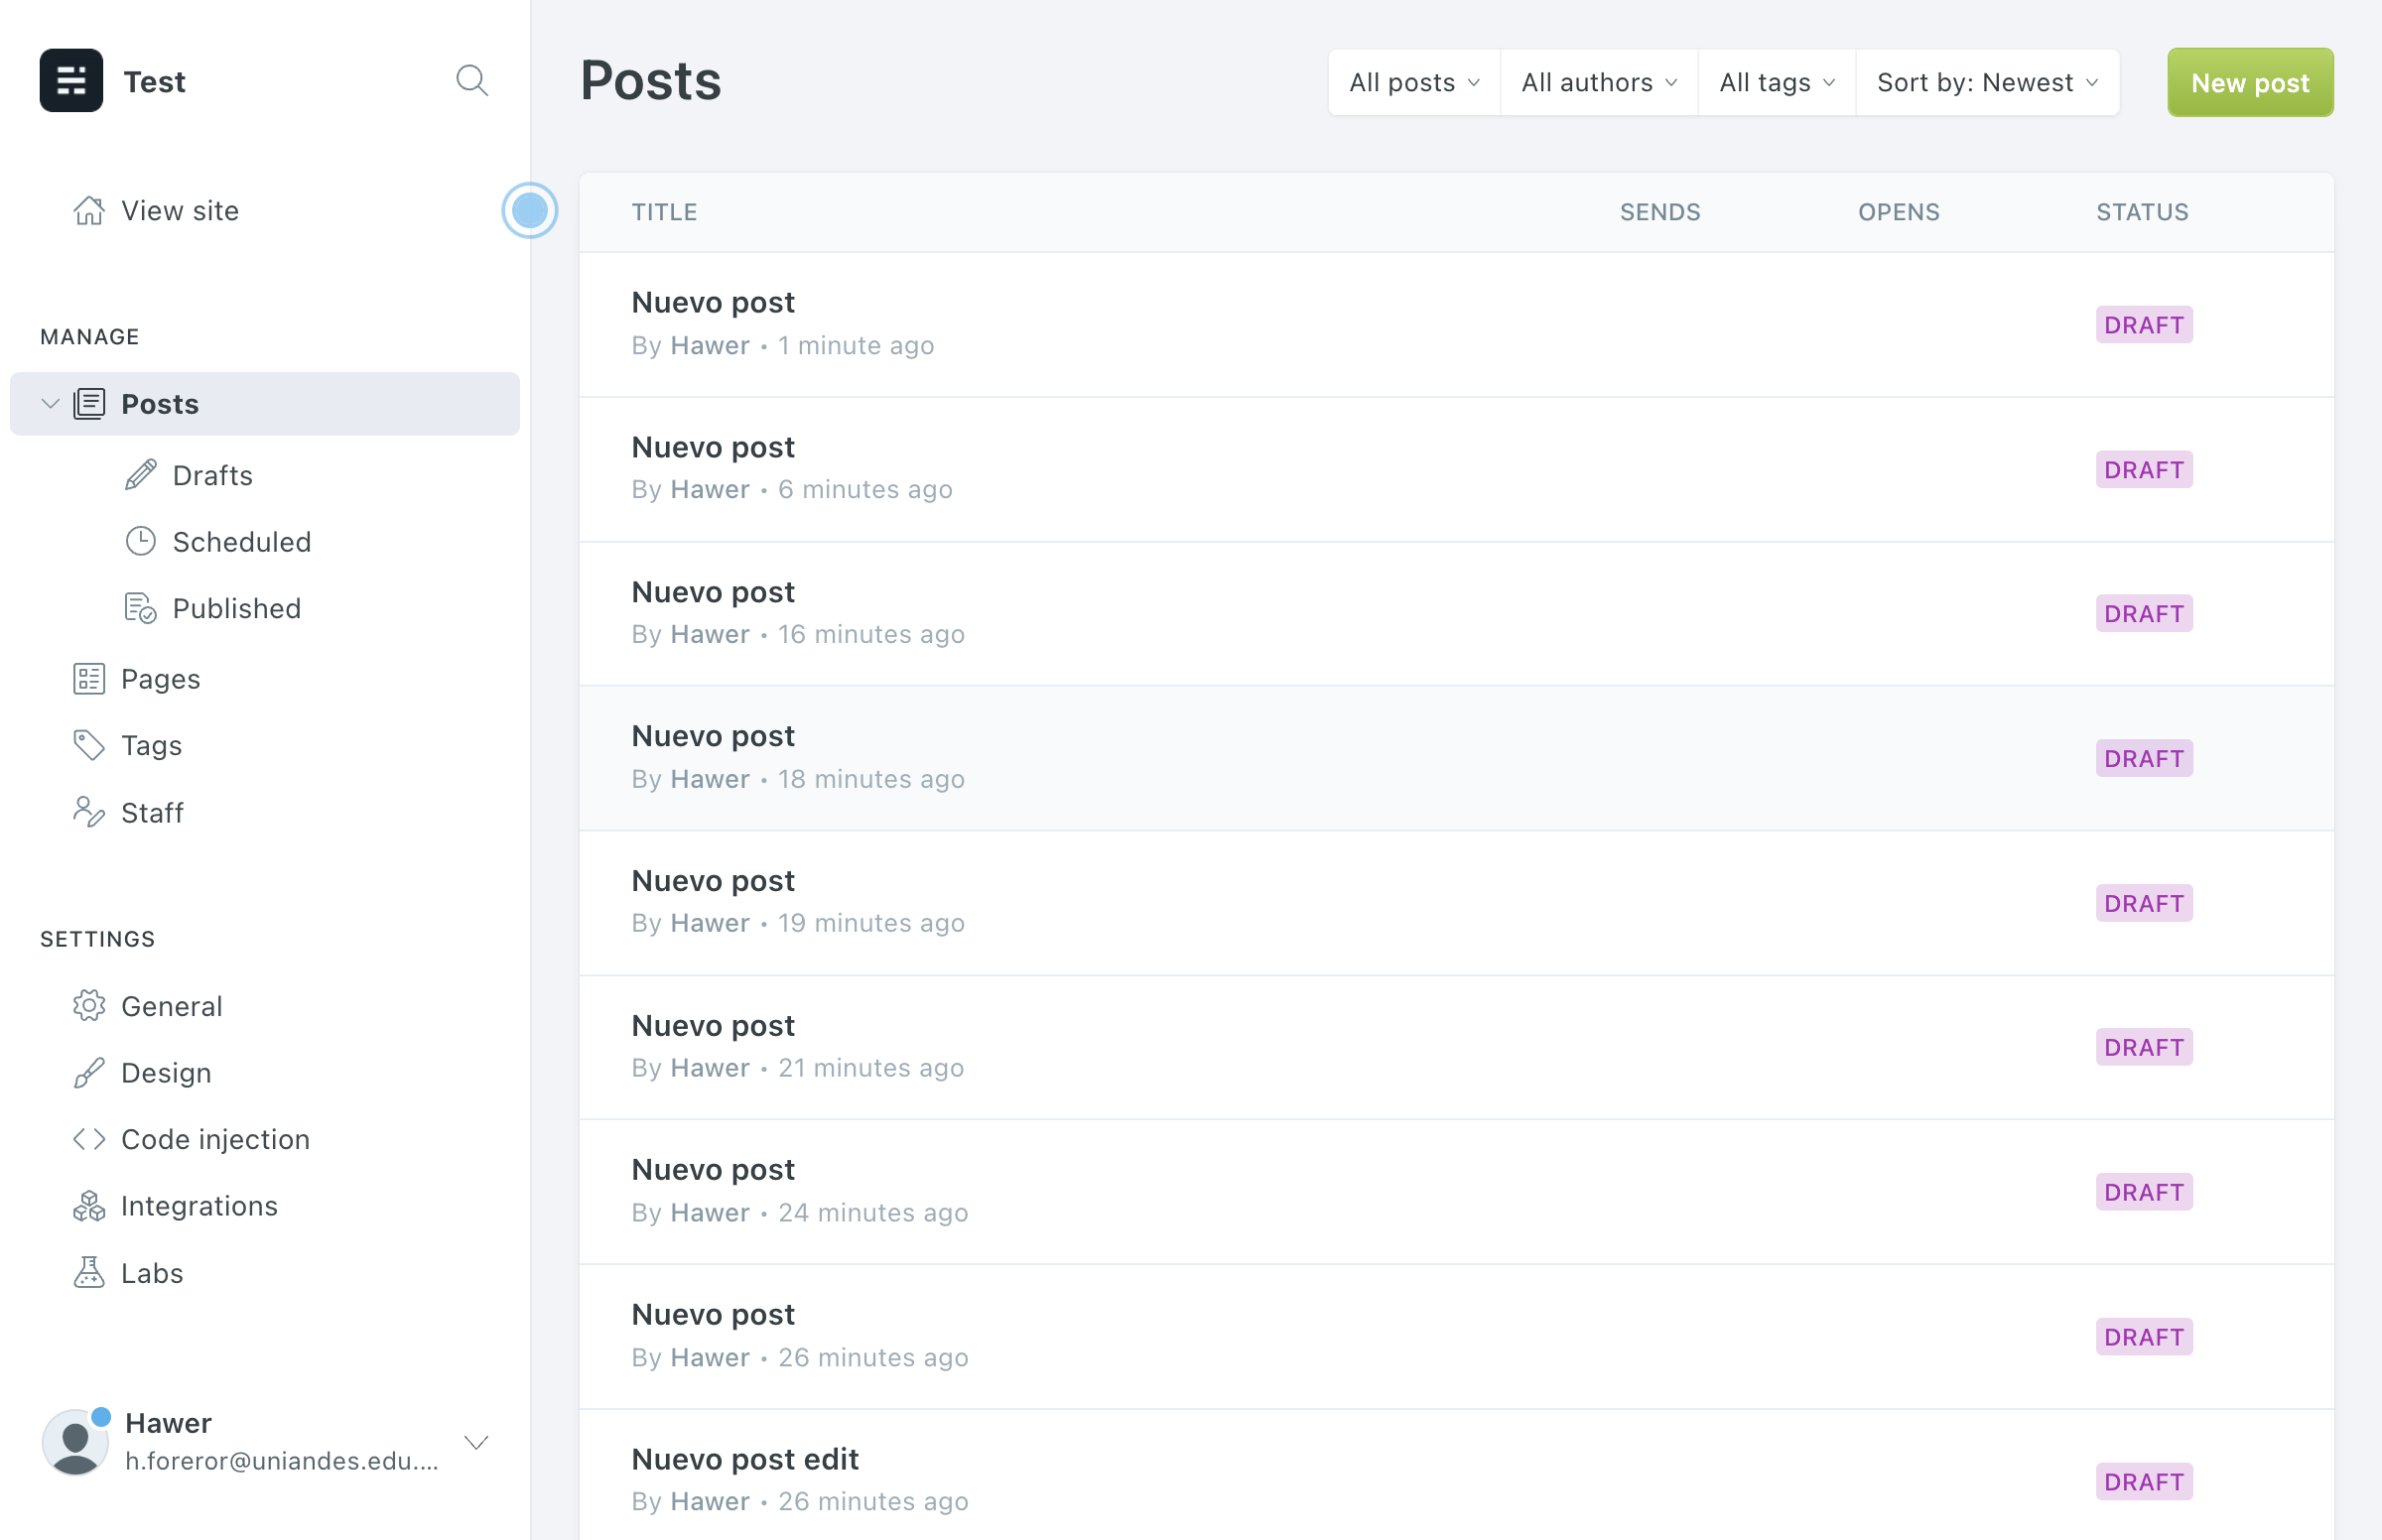 Test
View site
MANAGE
Posts
Drafts
Scheduled
Published
Pages
Tags
Staff
SETTINGS
General
Design
Code injection
Integrations
Labs
Hawer
h.foreror@uniandes.edu....
Posts
All posts
All authors
All tags
Sort by: Newest
New post
TITLE SENDS OPENS STATUS
Nuevo post
By Hawer • 1 minute ago
DRAFT
Nuevo post
By Hawer • 6 minutes ago
DRAFT
Nuevo post
By Hawer • 16 minutes ago
DRAFT
Nuevo post
By Hawer • 18 minutes ago
DRAFT
Nuevo post
By Hawer • 19 minutes ago
DRAFT
Nuevo post
By Hawer • 21 minutes ago
DRAFT
Nuevo post
By Hawer • 24 minutes ago
DRAFT
Nuevo post
By Hawer • 26 minutes ago
DRAFT
Nuevo post edit
By Hawer • 26 minutes ago
DRAFT